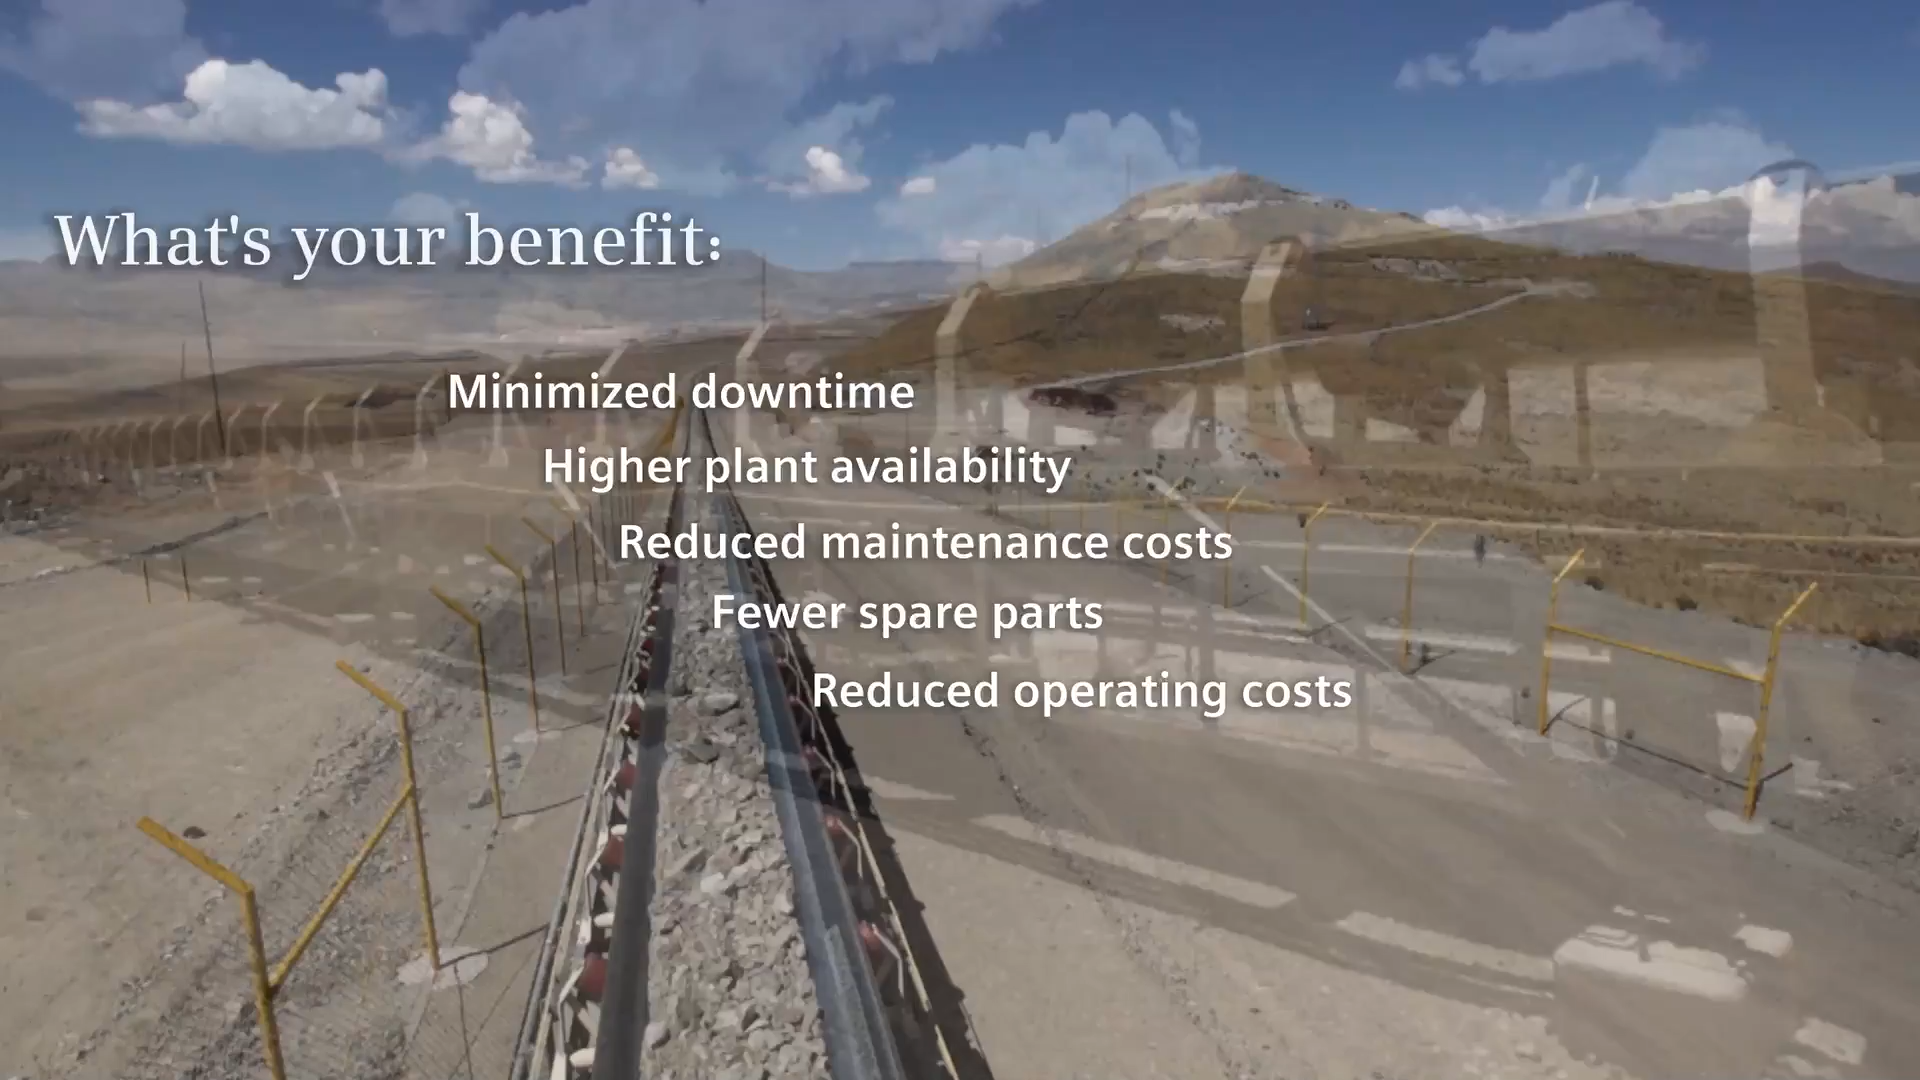 What's your benefit:
Minimized downtime
Higher plant availability
Reduced maintenance costs
Fewer spare parts
Reduced operating costs